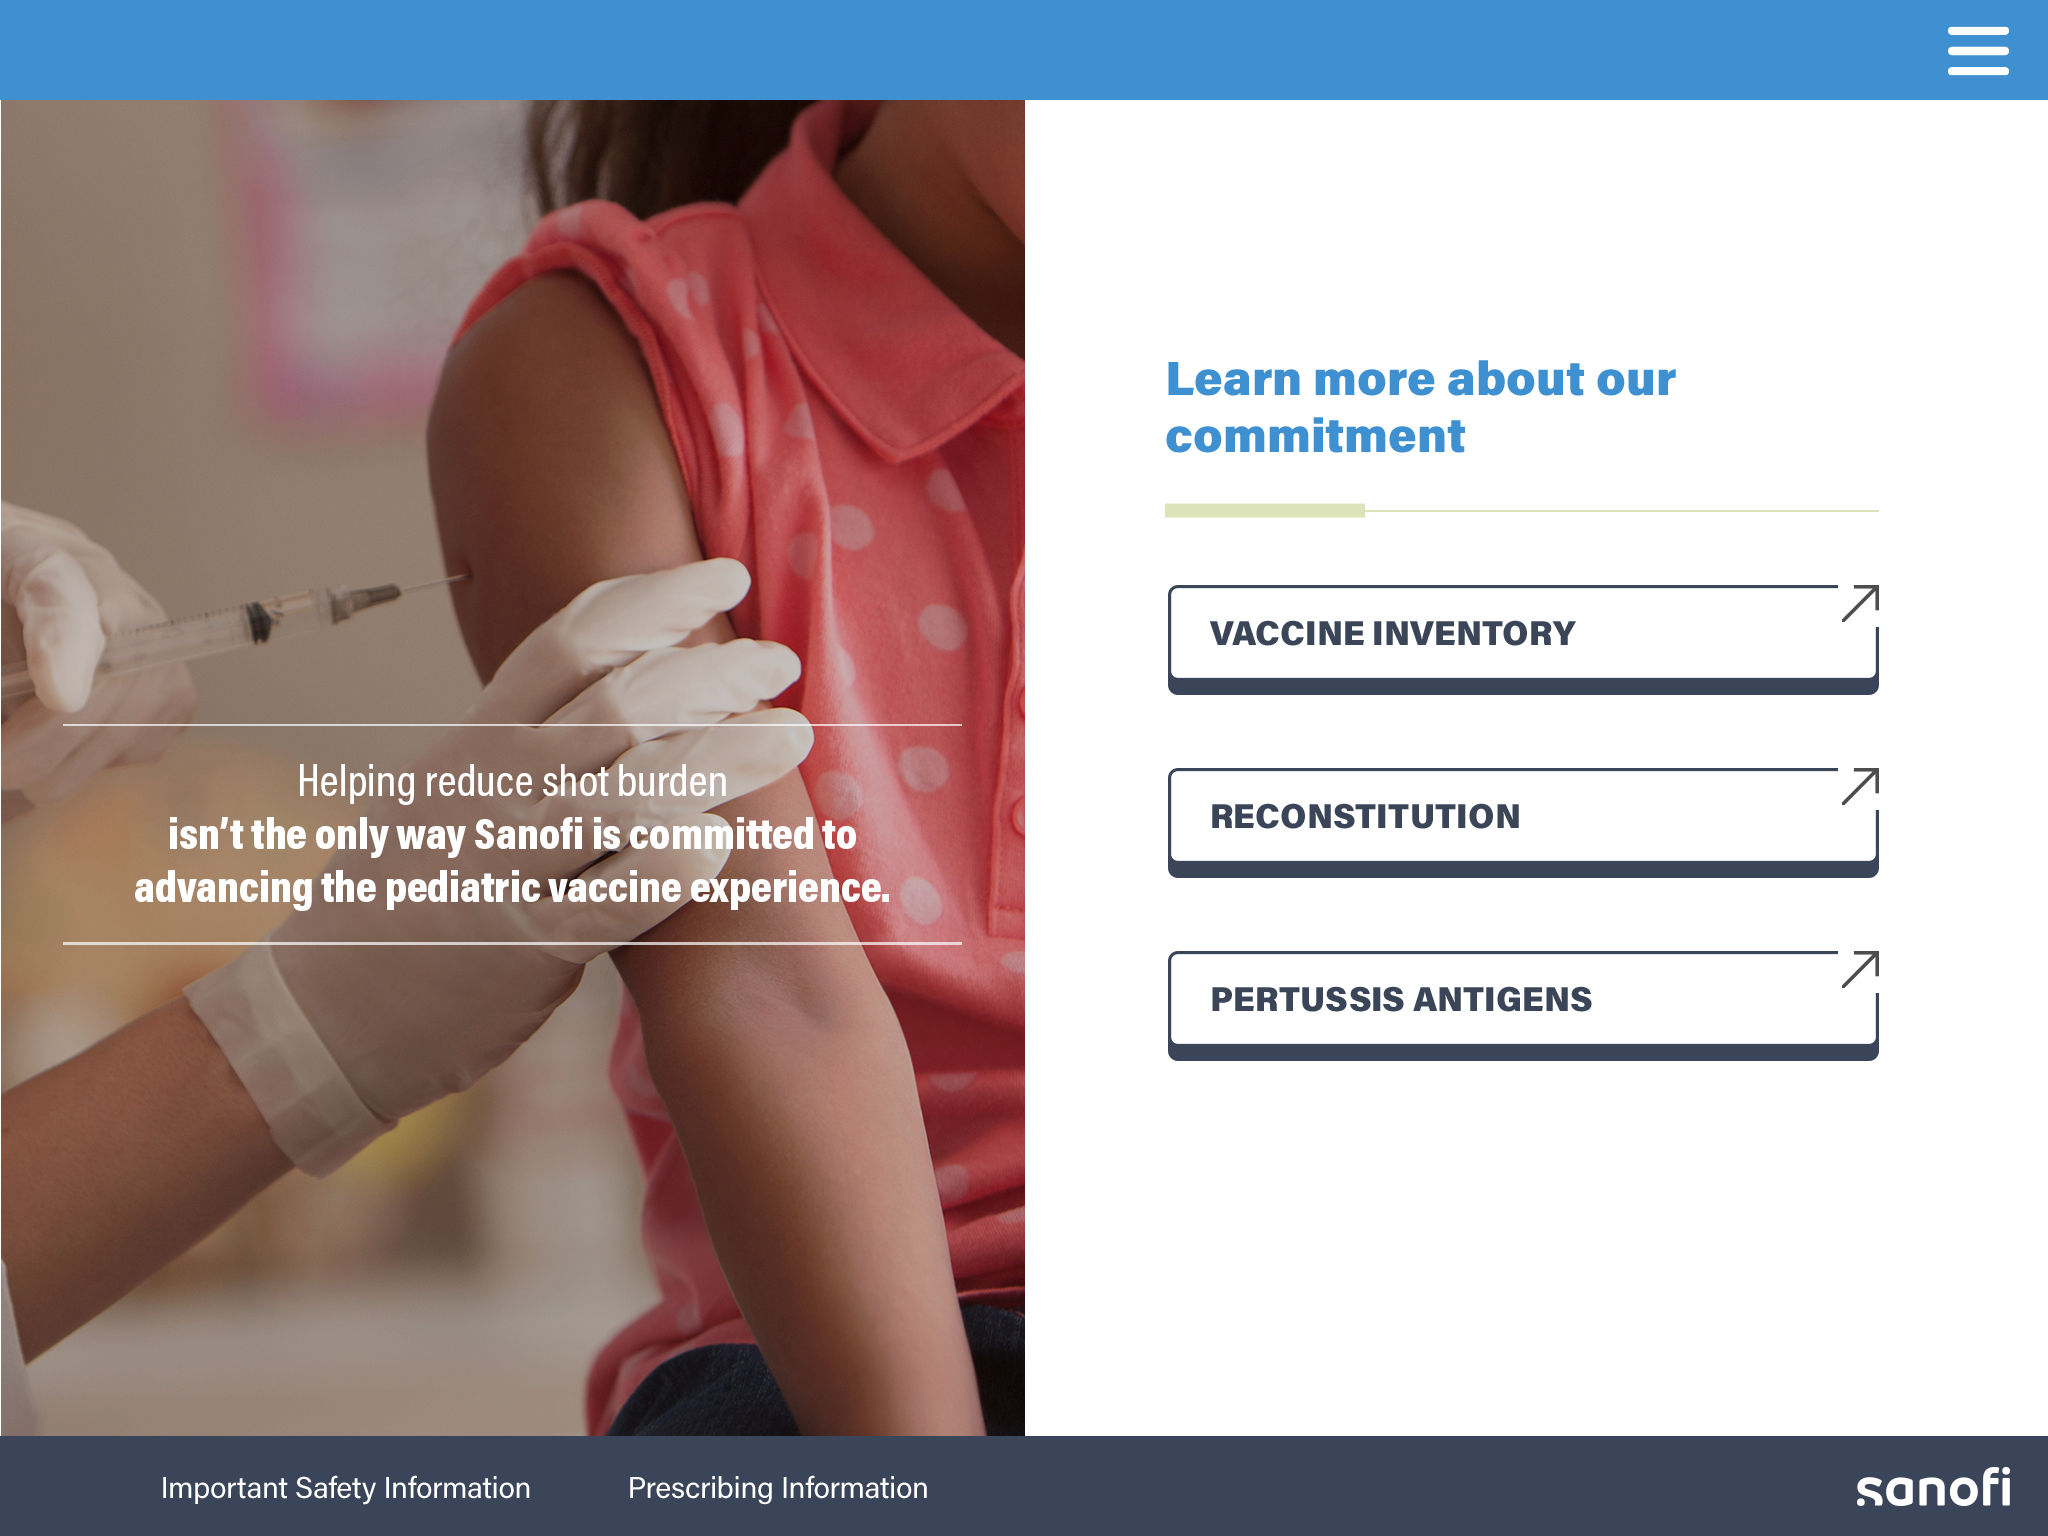 Helping reduce shot burden
isn’t the only way Sanofi is committed to
advancing the pediatric vaccine experience.
Learn more about our
commitment
VACCINE INVENTORY
RECONSTITUTION
PERTUSSIS ANTIGENS
Important Safety Information
Prescribing Information
sanofi